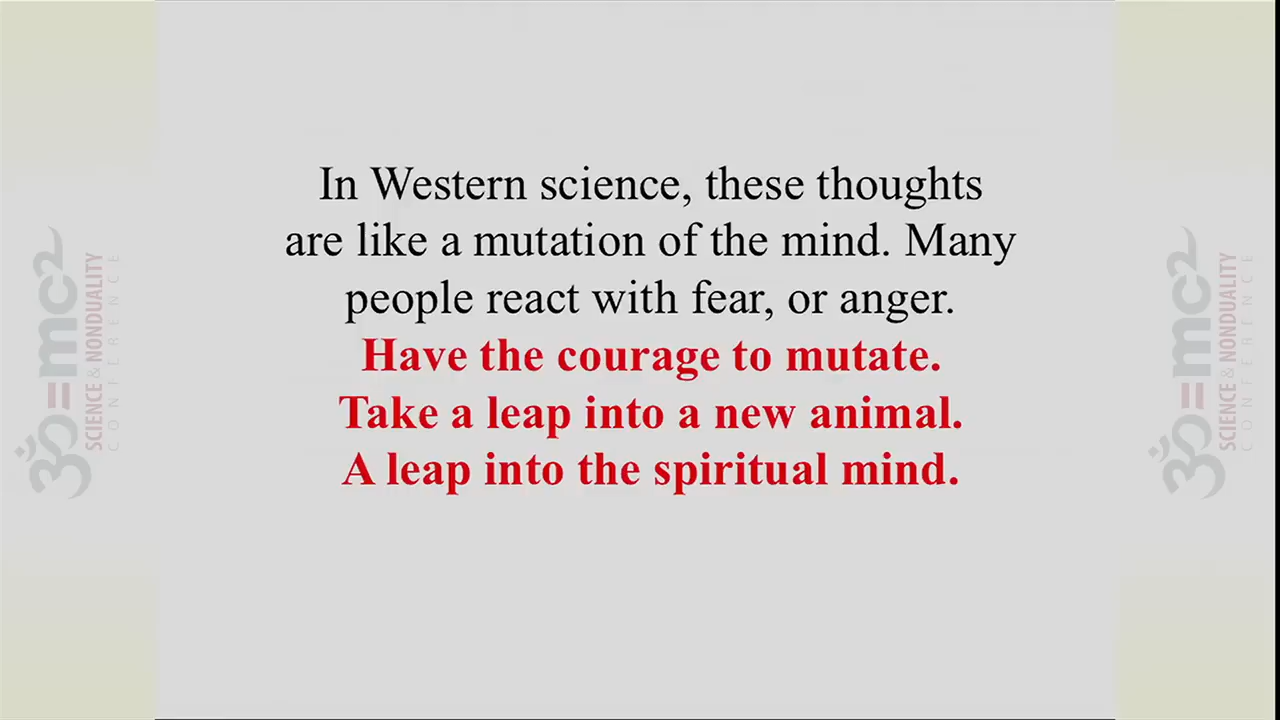 In Western science, these thoughts
are like a mutation of the mind. Many
people react with fear, or anger.
Have the courage to mutate.
Take a leap into a new animal.
A leap into the spiritual mind.
ॐ=mc2
SCIENCE & NONDUALITY
CONFERENCE
ॐ=mc2
SCIENCE & NONDUALITY
CONFERENCE